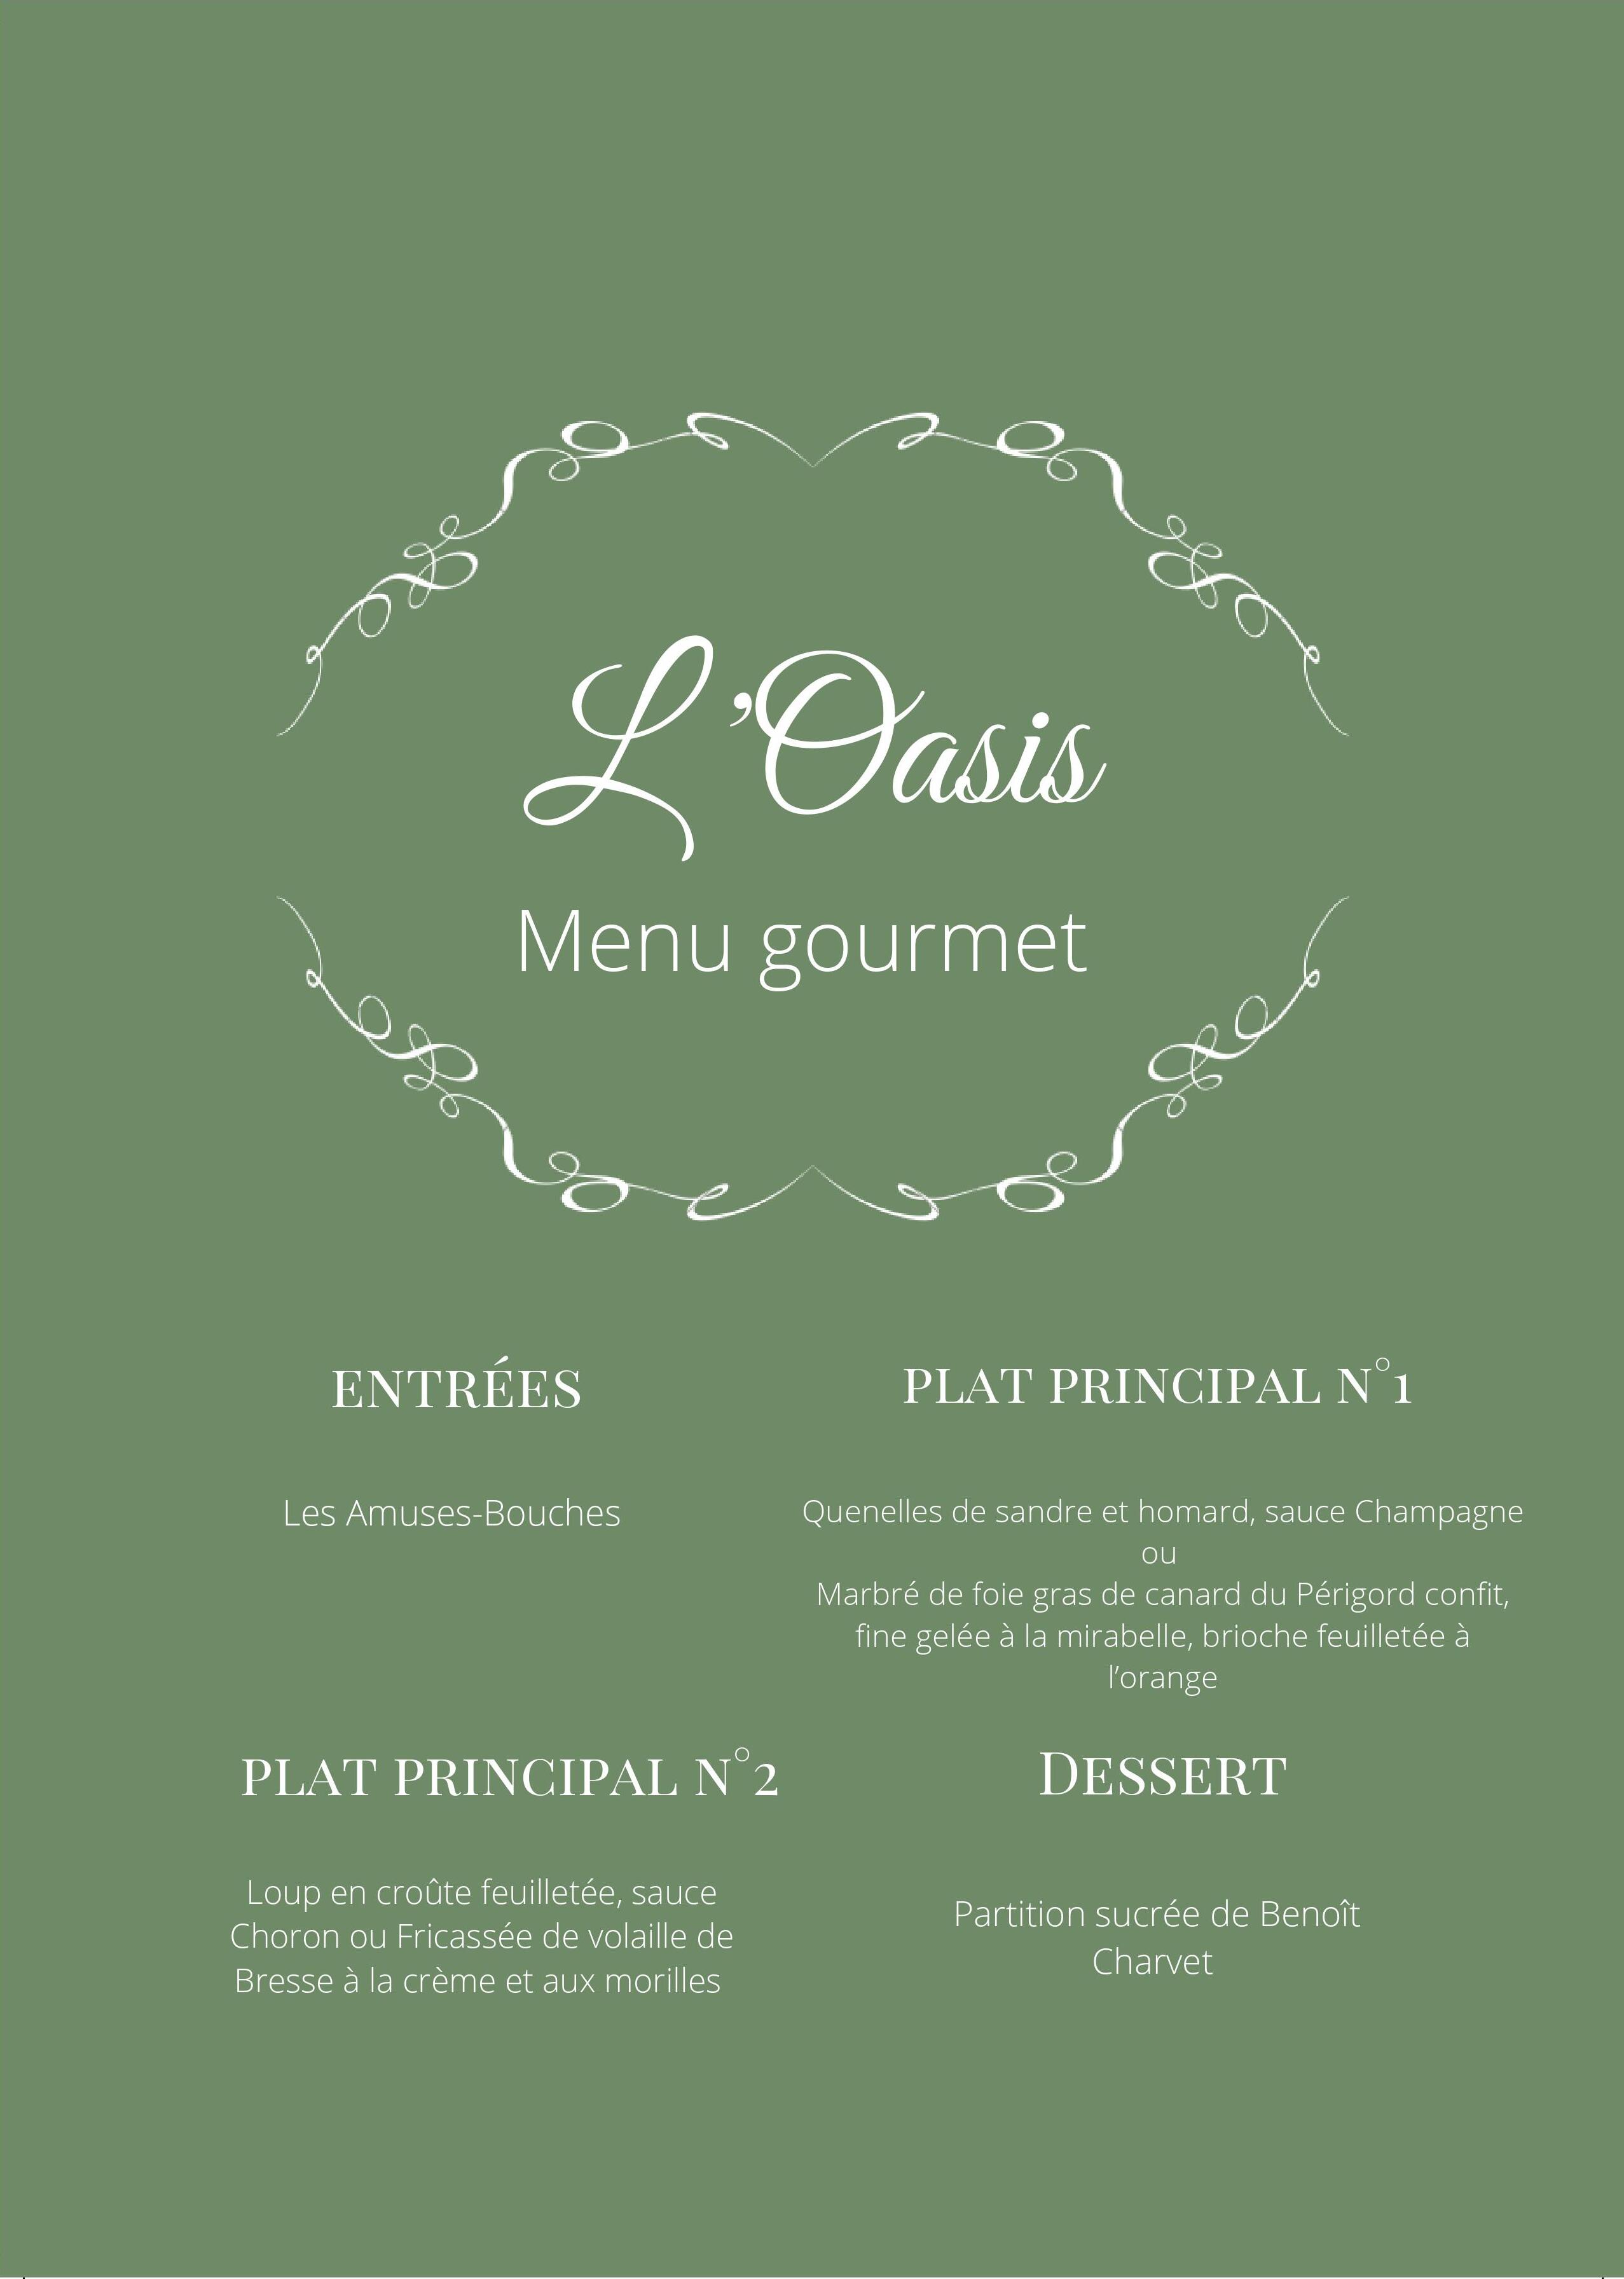 L'Oasis
Menu gourmet
ENTRÉES
Les Amuses-Bouches
PLAT PRINCIPAL N°1
Quenelles de sandre et homard, sauce Champagne
ou
Marbré de foie gras de canard du Périgord confit,
fine gelée à la mirabelle, brioche feuilletée à
l'orange
PLAT PRINCIPAL N°2
Loup en croûte feuilletée, sauce
Choron ou Fricassée de volaille de
Bresse à la crème et aux morilles
DESSERT
Partition sucrée de Benoît
Charvet